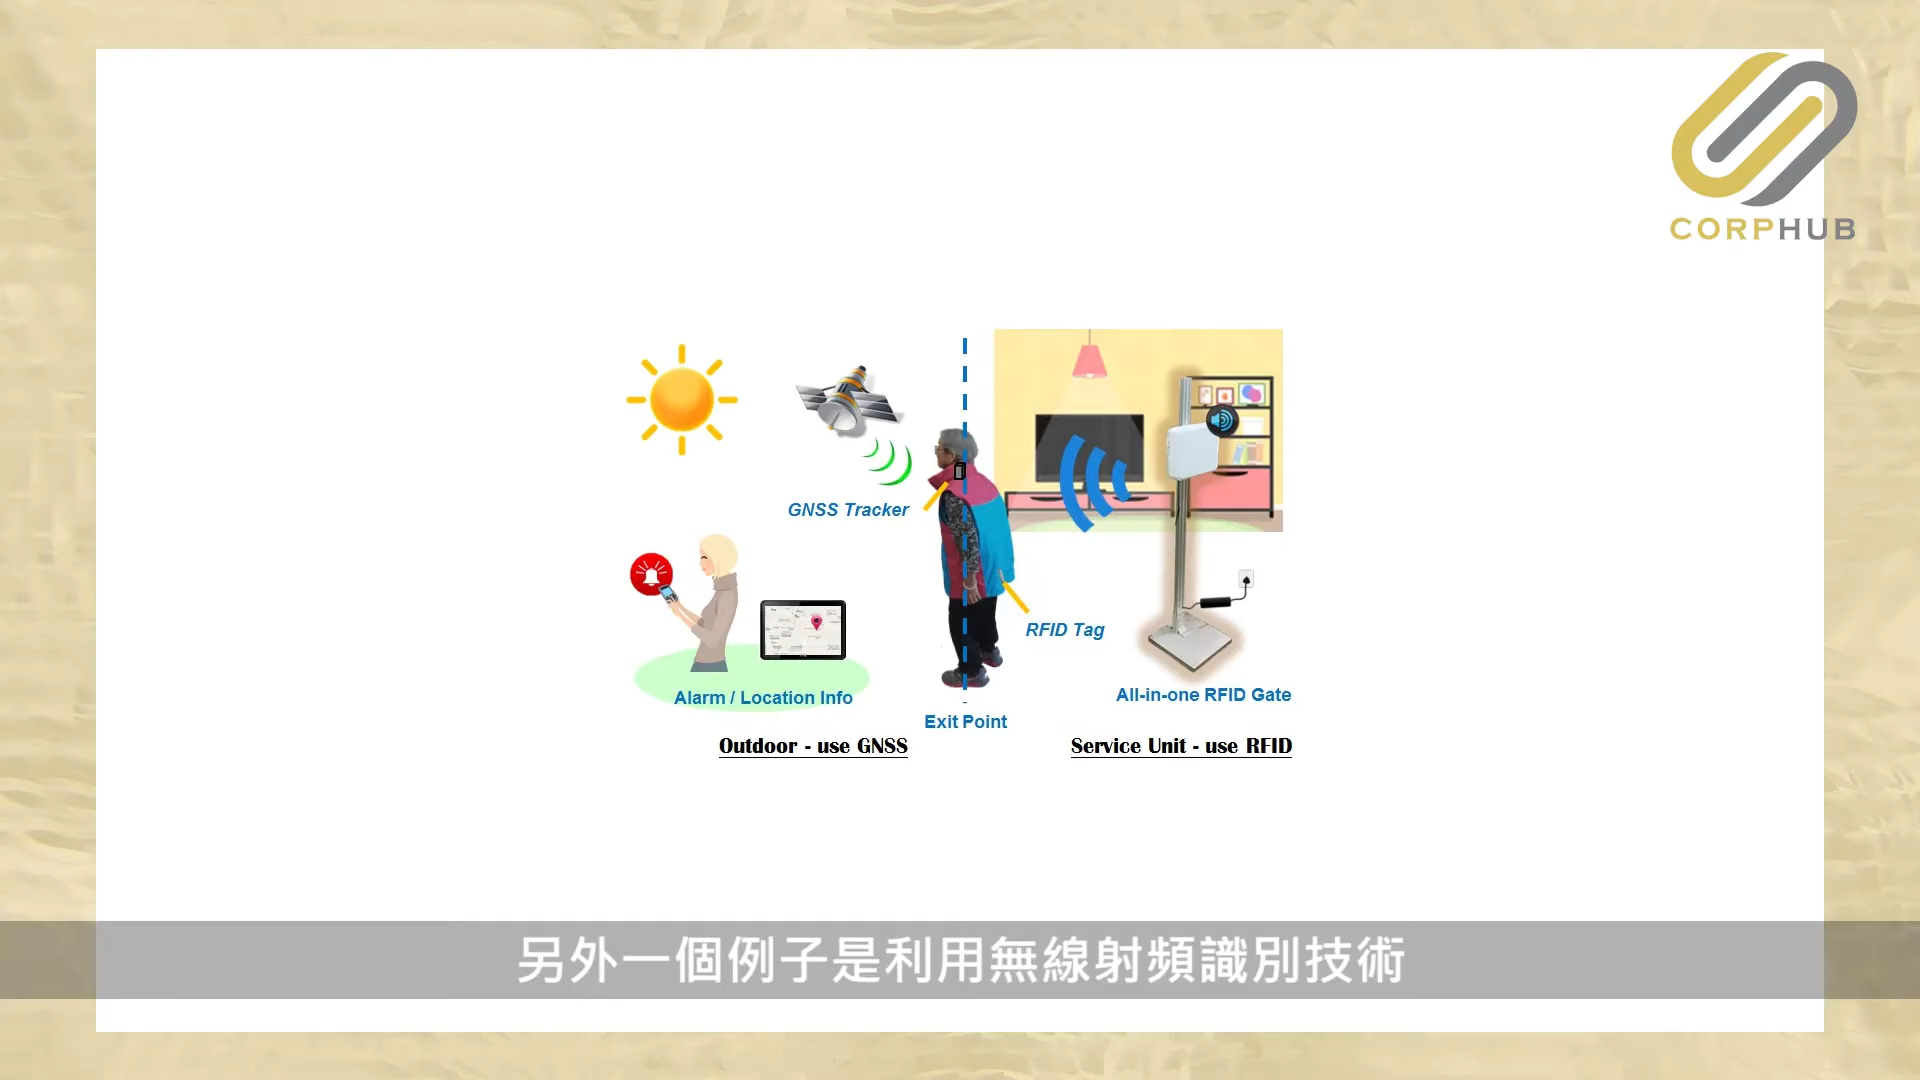 CORPHUB
GNSS Tracker
RFID Tag
Alarm / Location Info
All-in-one RFID Gate
Exit Point
Outdoor - use GNSS
Service Unit - use RFID
另外一個例子是利用無線射頻識別技術